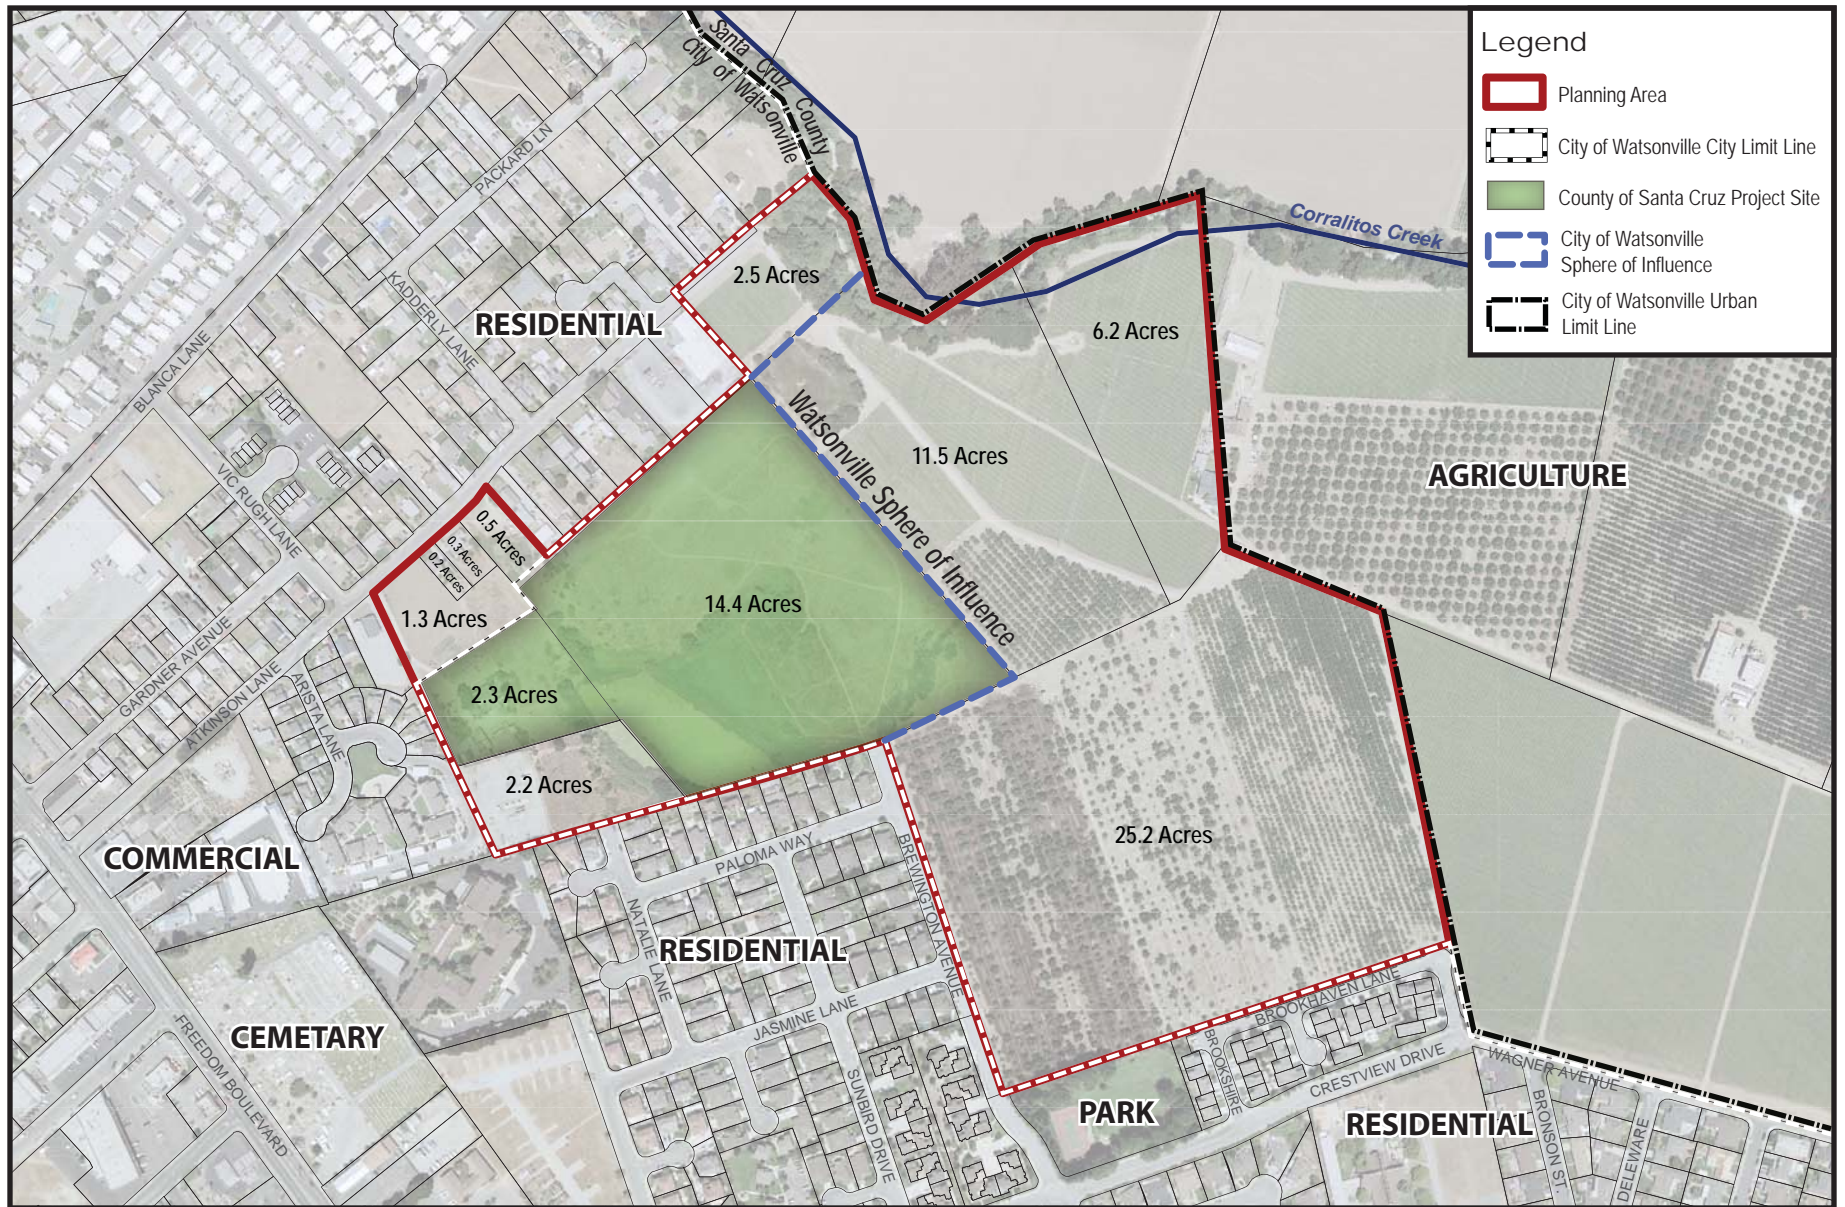 Legend
Planning Area
City of Watsonville City Limit Line
County of Santa Cruz Project Site
City of Watsonville
Sphere of Influence
City of Watsonville Urban
Limit Line
Santa Cruz County
City of Watsonville
Corralitos Creek
PACKARD LN
KADDERLY LANE
BLANCA LANE
VIC RUGH LANE
GARDNER AVENUE
ATKINSON LANE
ARISTA LANE
RESIDENTIAL
2.5 Acres
6.2 Acres
11.5 Acres
Watsonville Sphere of Influence
AGRICULTURE
0.5 Acres
0.3 Acres
0.2 Acres
1.3 Acres
14.4 Acres
2.3 Acres
2.2 Acres
25.2 Acres
COMMERCIAL
CEMETARY
FREEDOM BOULEVARD
PALOMA WAY
NATALIE LANE
RESIDENTIAL
JASMINE LANE
SUNBIRD DRIVE
BREWINGTON AVENUE
BROOKHAVEN LANE
BROOKSHIRE
CRESTVIEW DRIVE
PARK
RESIDENTIAL
WAGNER AVENUE
BRONSON ST.
DELEWARE